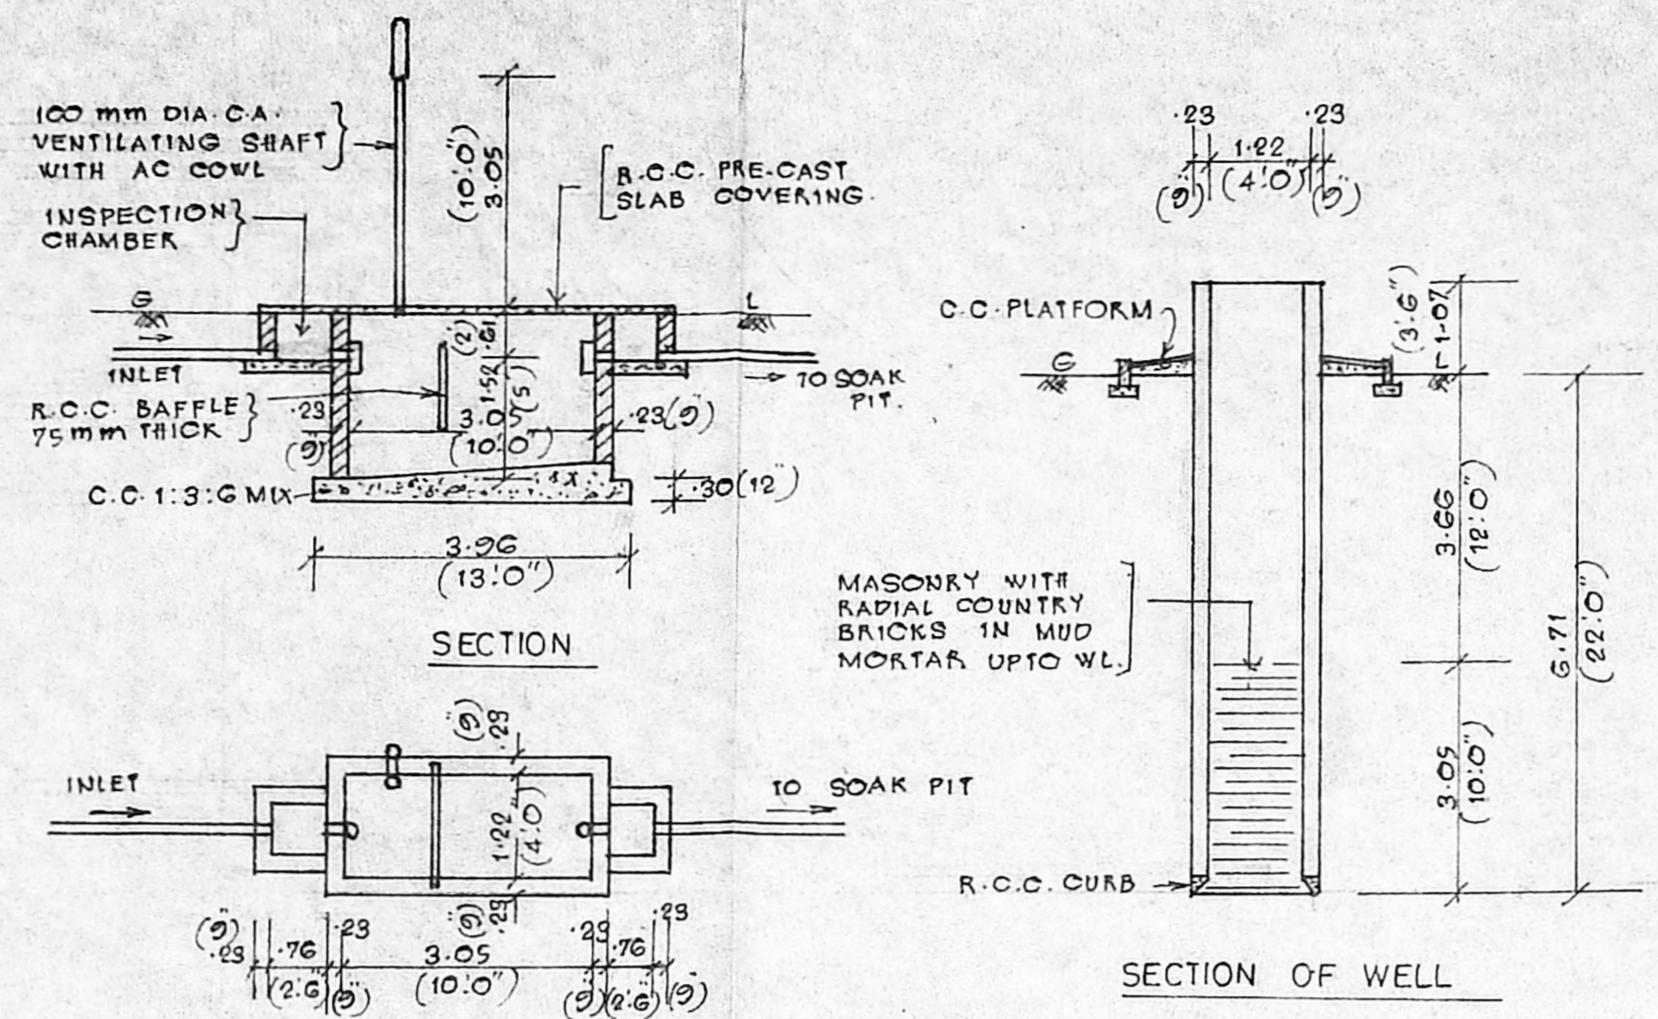 100 mm DIA. C.A.
VENTILATING SHAFT
WITH AC COWL
INSPECTION
CHAMBER
(10'.0")
3.05
R.C.C. PRE-CAST
SLAB COVERING.
G
L
INLET
(2')
.61
1.52
(5')
TO SOAK
PIT.
R.C.C. BAFFLE
75mm THICK
.23
(9")
3.05
(10'.0")
.23(9")
C.C. 1:3:6 MIX
.30(12")
3.96
(13'.0")
SECTION
INLET
TO SOAK PIT
(9")
.23
1.22
(4'.0")
(9")
.23
(9")
.23
.76
.23
3.05
.23
.76
.23
(2'.6")
(9")
(10'.0")
(9")
(2'.6")
(9")
.23
1.22
.23
(9")
(4'.0")
(9")
C.C. PLATFORM
(3'.6")
1.07
G
L
3.66
(12'.0")
MASONRY WITH
RADIAL COUNTRY
BRICKS IN MUD
MORTAR UPTO WL.
6.71
(22'.0")
3.05
(10'.0")
R.C.C. CURB
SECTION OF WELL